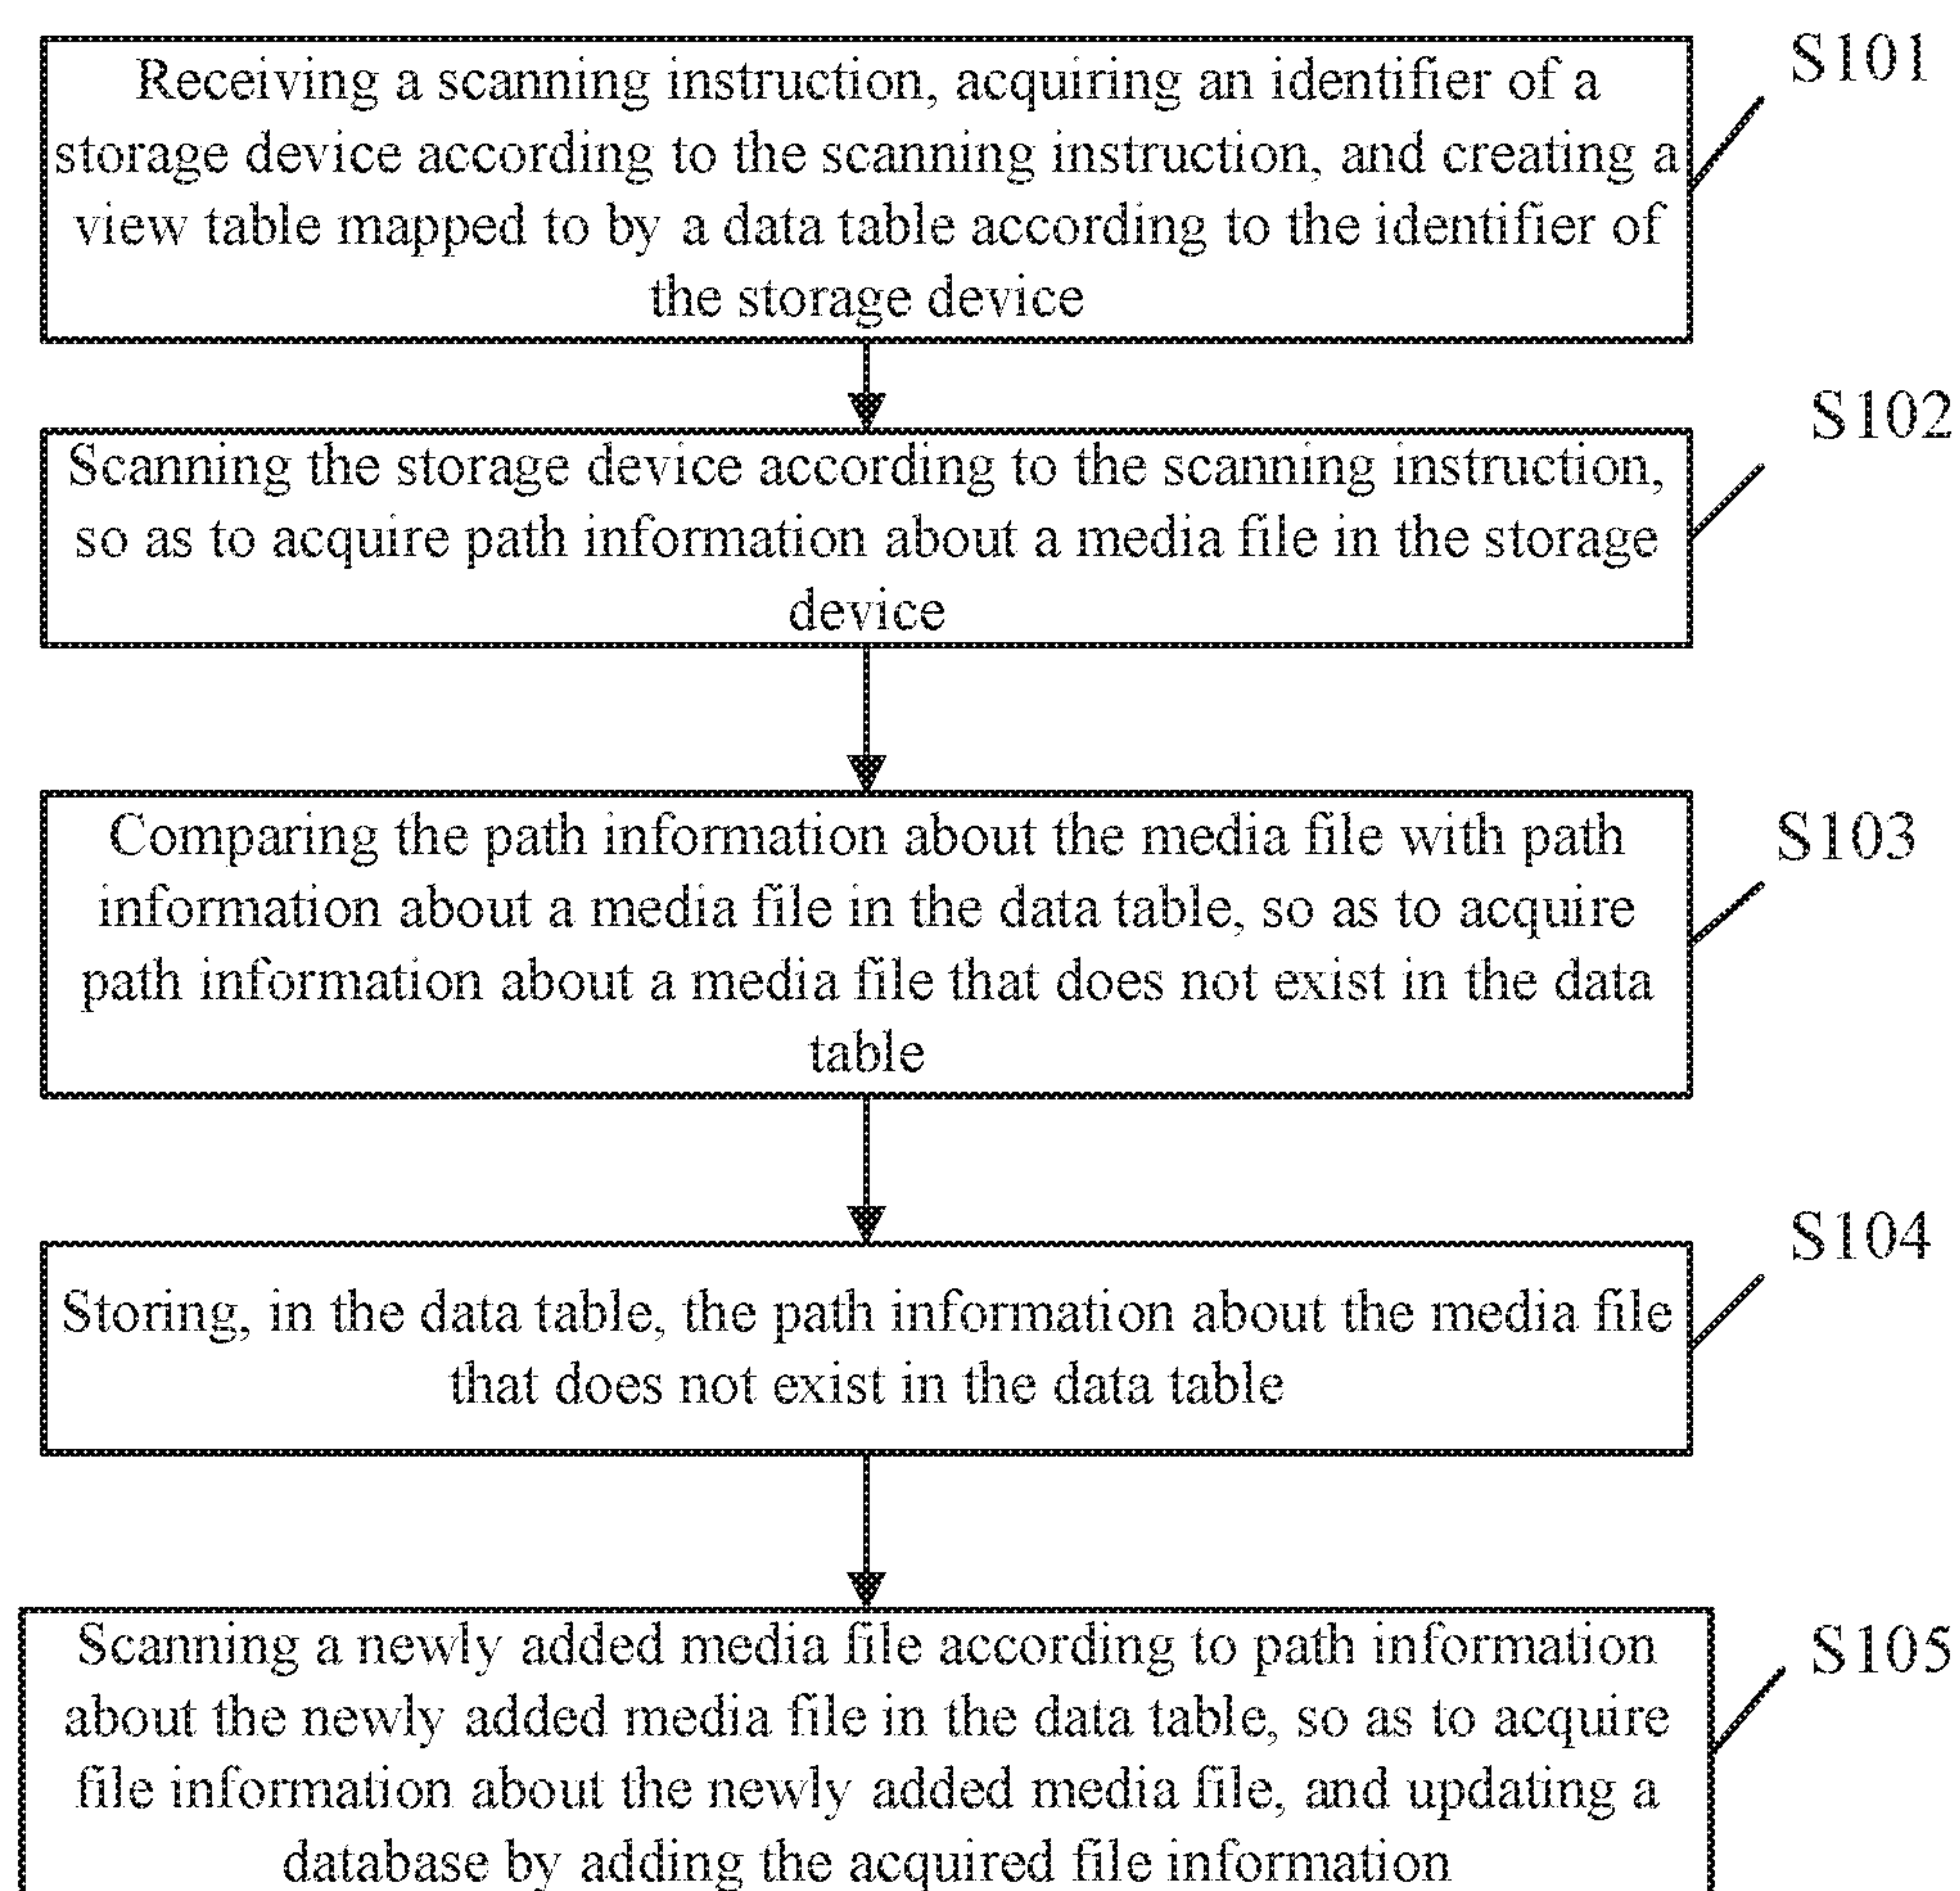 S101
Receiving a scanning instruction, acquiring an identifier of a
storage device according to the scanning instruction, and creating a
view table mapped to by a data table according to the identifier of
the storage device
S102
Scanning the storage device according to the scanning instruction,
so as to acquire path information about a media file in the storage
device
S103
Comparing the path information about the media file with path
information about a media file in the data table, so as to acquire
path information about a media file that does not exist in the data
table
S104
Storing, in the data table, the path information about the media file
that does not exist in the data table
S105
Scanning a newly added media file according to path information
about the newly added media file in the data table, so as to acquire
file information about the newly added media file, and updating a
database by adding the acquired file information